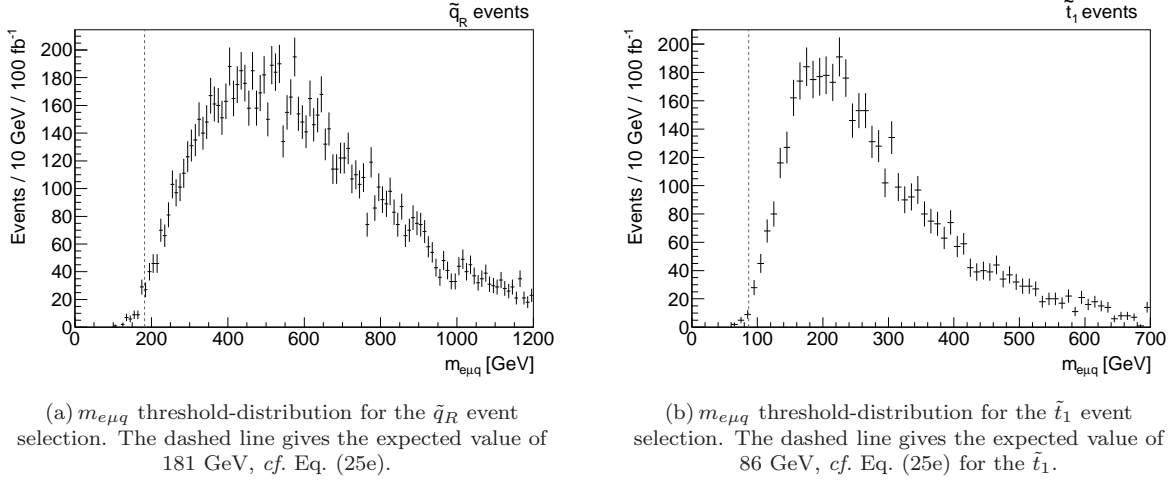 q̃_R events
Events / 10 GeV / 100 fb⁻¹
200
180
160
140
120
100
80
60
40
20
0
0 200 400 600 800 1000 1200
m_eμq [GeV]
(a) m_eμq threshold-distribution for the q̃_R event
selection. The dashed line gives the expected value of
181 GeV, cf. Eq. (25e).
t̃_1 events
Events / 10 GeV / 100 fb⁻¹
200
180
160
140
120
100
80
60
40
20
0
0 100 200 300 400 500 600 700
m_eμq [GeV]
(b) m_eμq threshold-distribution for the t̃_1 event
selection. The dashed line gives the expected value of
86 GeV, cf. Eq. (25e) for the t̃_1.